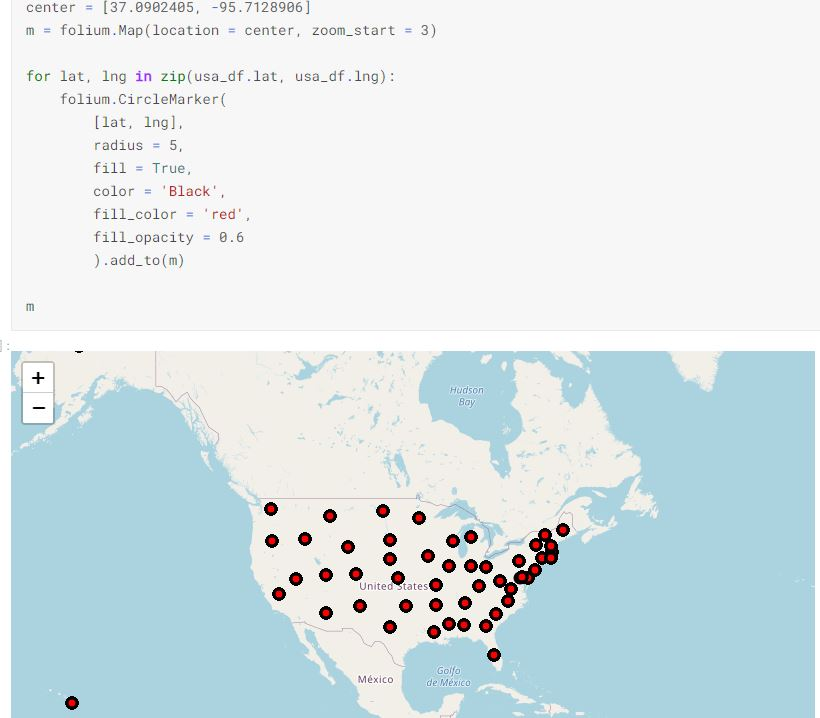 center = [37.0902405, -95.7128906]
m = folium.Map(location = center, zoom_start = 3)
for lat, lng in zip(usa_df.lat, usa_df.lng):
    folium.CircleMarker(
        [lat, lng],
        radius = 5,
        fill = True,
        color = 'Black',
        fill_color = 'red',
        fill_opacity = 0.6
        ).add_to(m)
m
]:
+
−
Hudson
Bay
United States
México
Golfo
de México